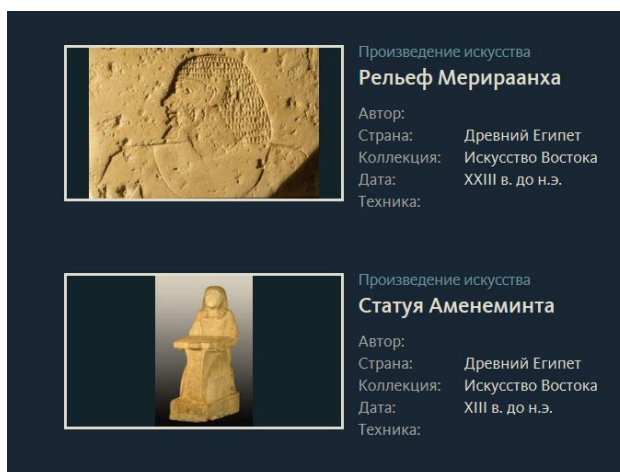 Произведение искусства
Рельеф Мерираанха
Автор:
Страна: Древний Египет
Коллекция: Искусство Востока
Дата: XXIII в. до н.э.
Техника:
Произведение искусства
Статуя Аменеминта
Автор:
Страна: Древний Египет
Коллекция: Искусство Востока
Дата: XIII в. до н.э.
Техника: